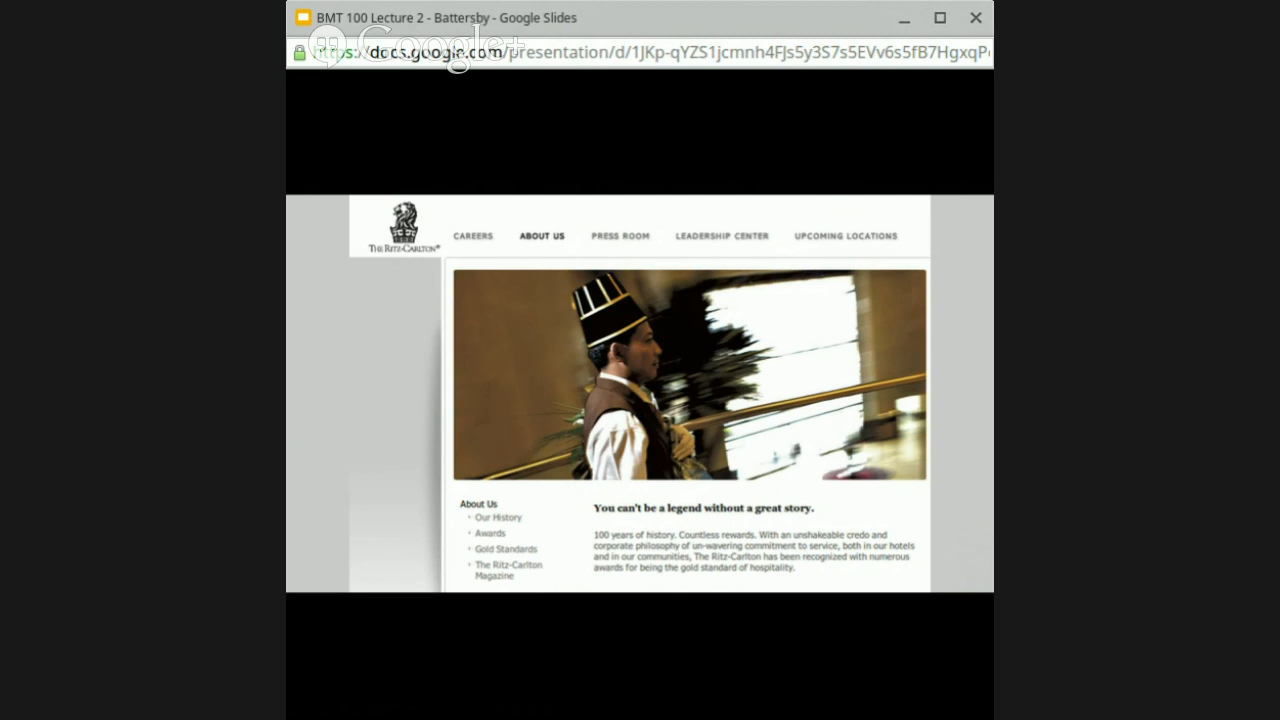 BMT 100 Lecture 2 - Battersby - Google Slides
Google+
https://docs.google.com/presentation/d/1JKp-qYZS1jcmnh4FJs5y3S7s5EVv6s5fB7HgxqP
THE RITZ-CARLTON®
CAREERS
ABOUT US
PRESS ROOM
LEADERSHIP CENTER
UPCOMING LOCATIONS
About Us
Our History
Awards
Gold Standards
The Ritz-Carlton
Magazine
You can't be a legend without a great story.
100 years of history. Countless rewards. With an unshakeable credo and
corporate philosophy of un-wavering commitment to service, both in our hotels
and in our communities, The Ritz-Carlton has been recognized with numerous
awards for being the gold standard of hospitality.